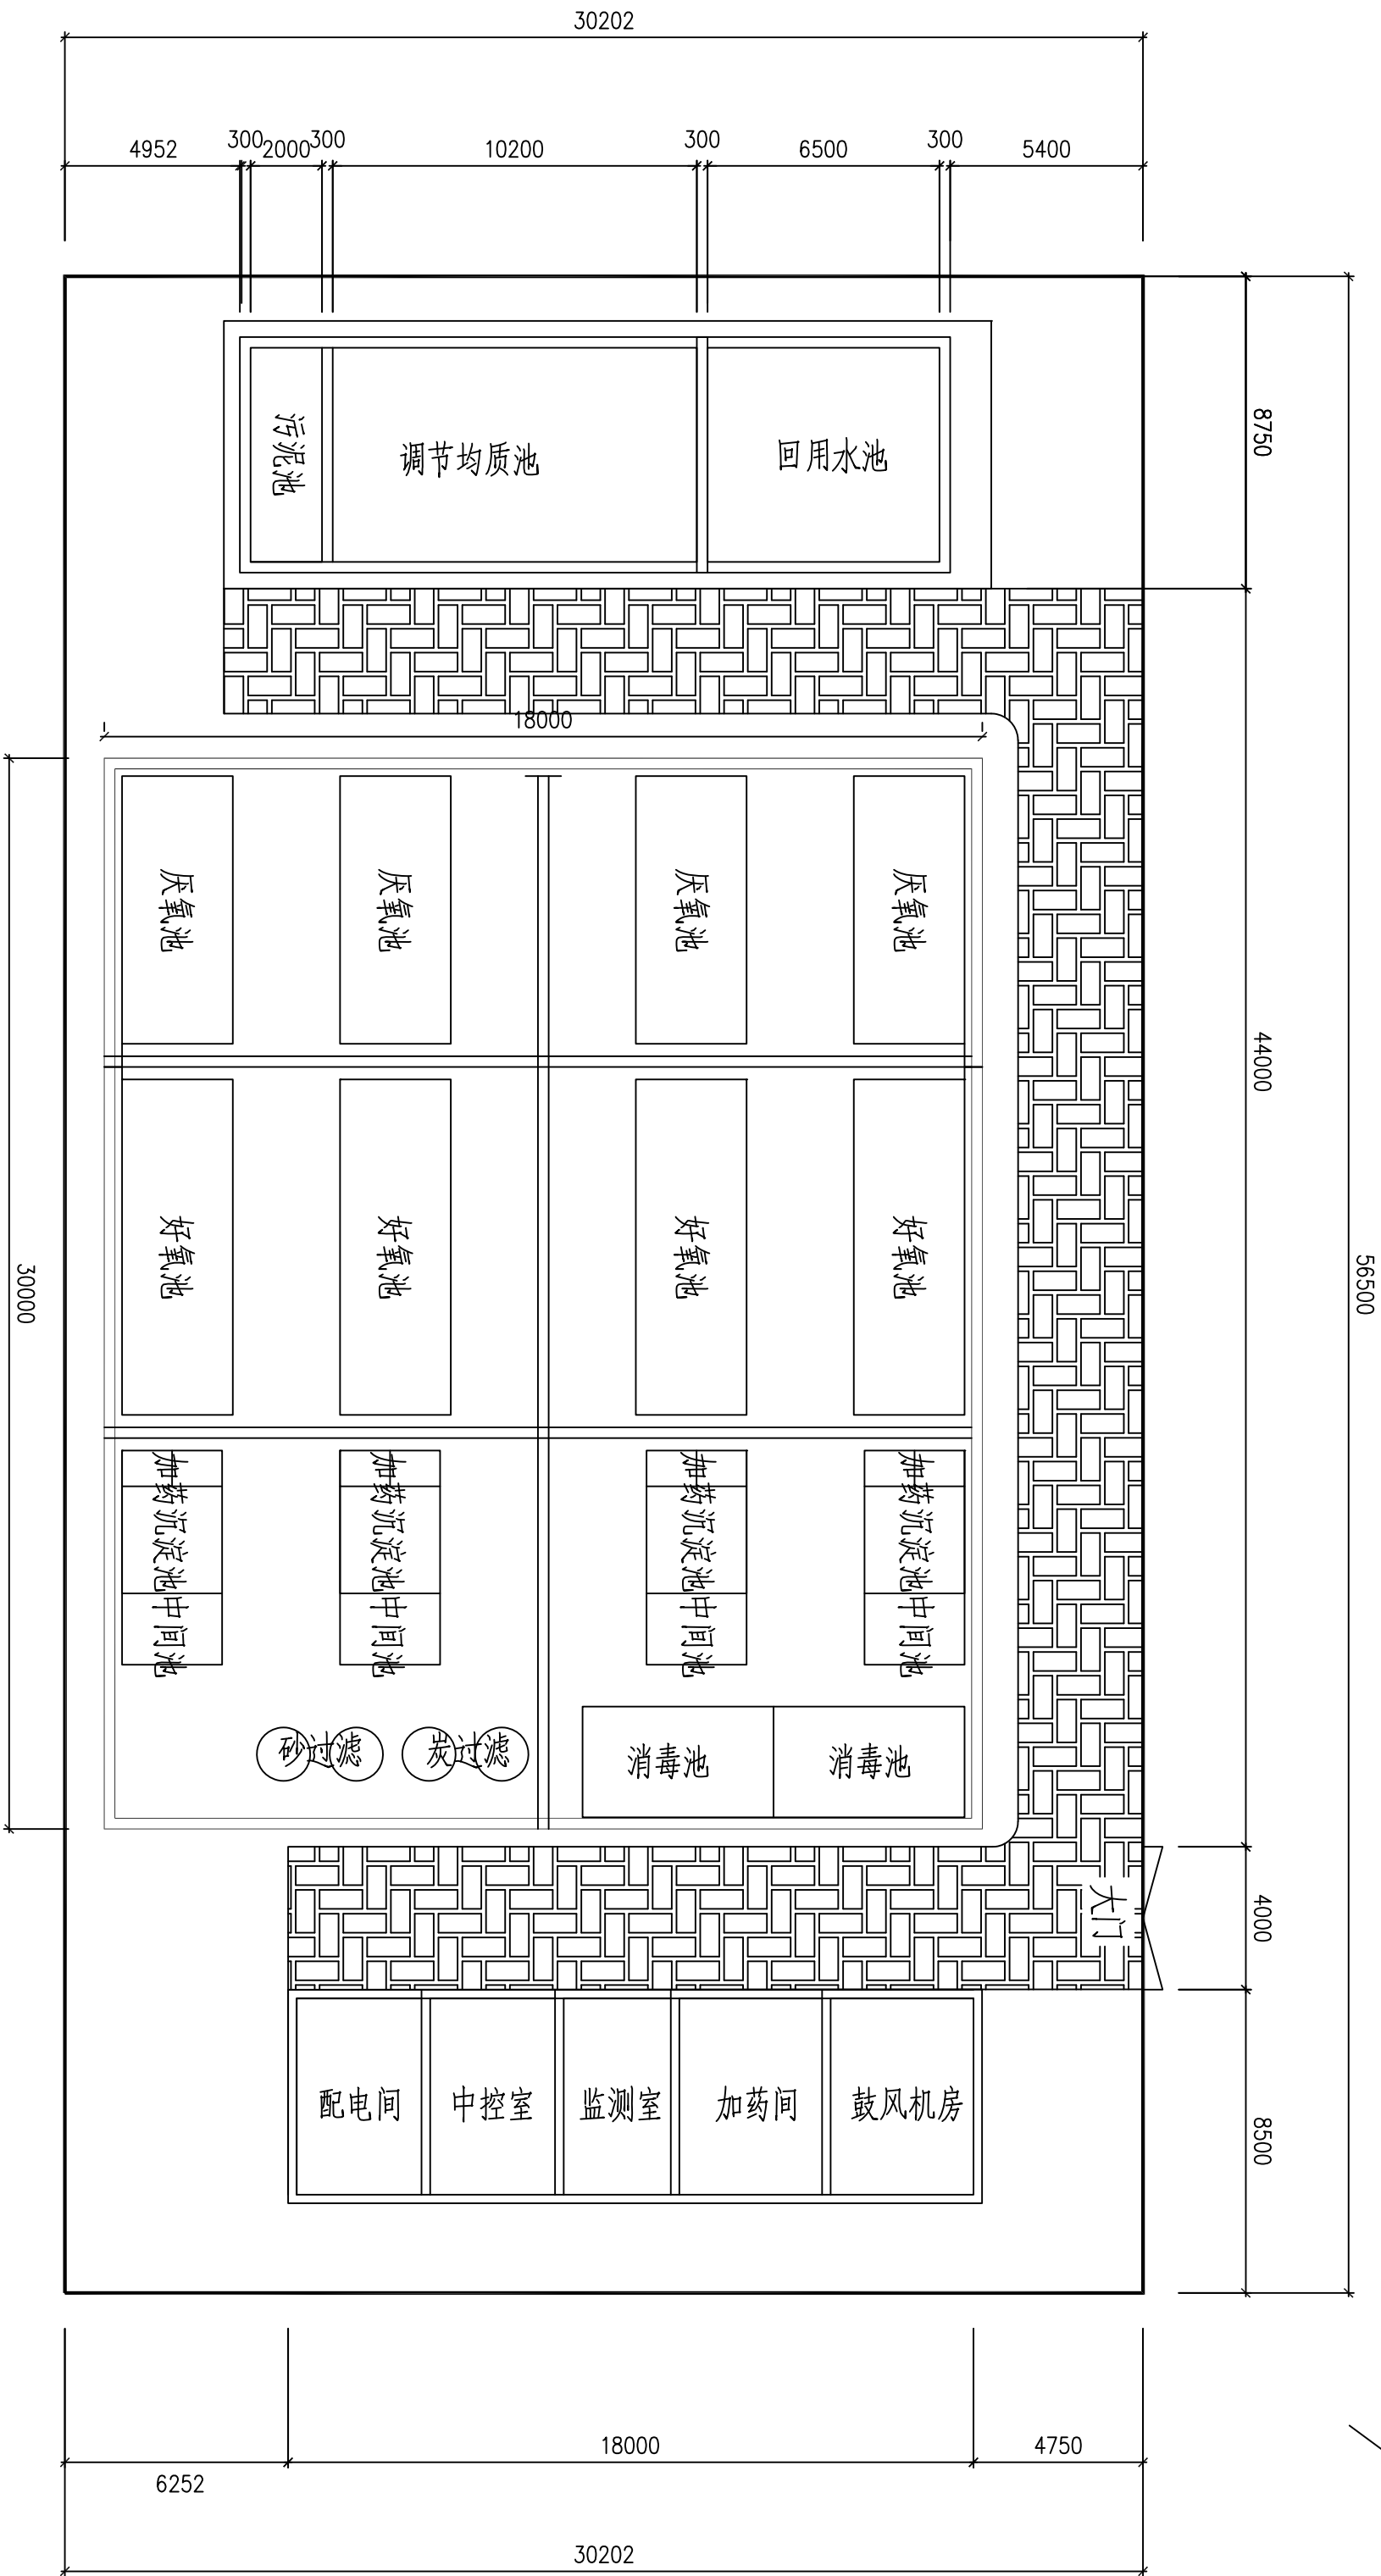 30202
4952
300
2000
300
10200
300
6500
300
5400
8750
污泥池
调节均质池
回用水池
18000
厌氧池
厌氧池
厌氧池
厌氧池
44000
56500
30000
好氧池
好氧池
好氧池
好氧池
加药沉淀池中间池
加药沉淀池中间池
加药沉淀池中间池
加药沉淀池中间池
砂过滤
炭过滤
消毒池
消毒池
大门
4000
配电间
中控室
监测室
加药间
鼓风机房
8500
18000
4750
6252
30202